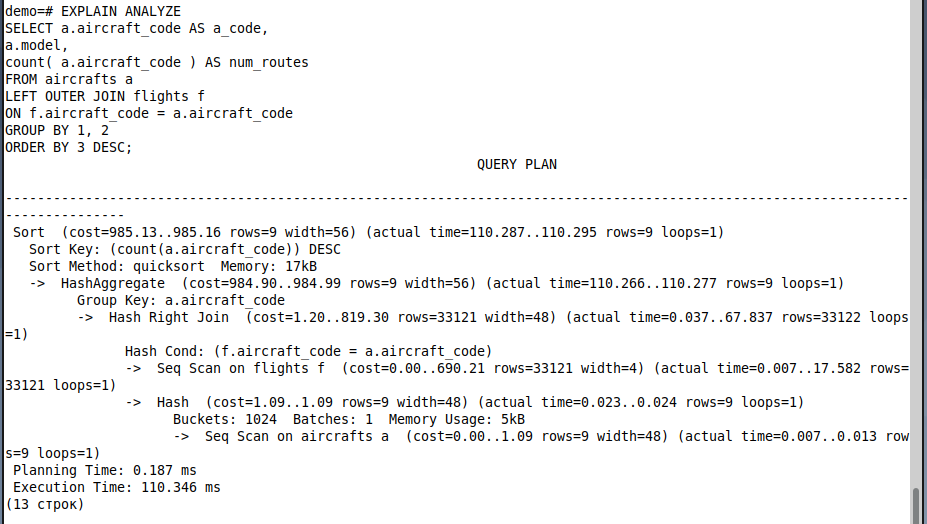 demo=# EXPLAIN ANALYZE
SELECT a.aircraft_code AS a_code,
a.model,
count( a.aircraft_code ) AS num_routes
FROM aircrafts a
LEFT OUTER JOIN flights f
ON f.aircraft_code = a.aircraft_code
GROUP BY 1, 2
ORDER BY 3 DESC;
QUERY PLAN
-----------------------------------------------------------------------------------------------------------------
---------------
Sort  (cost=985.13..985.16 rows=9 width=56) (actual time=110.287..110.295 rows=9 loops=1)
Sort Key: (count(a.aircraft_code)) DESC
Sort Method: quicksort  Memory: 17kB
->  HashAggregate  (cost=984.90..984.99 rows=9 width=56) (actual time=110.266..110.277 rows=9 loops=1)
Group Key: a.aircraft_code
->  Hash Right Join  (cost=1.20..819.30 rows=33121 width=48) (actual time=0.037..67.837 rows=33122 loops
=1)
Hash Cond: (f.aircraft_code = a.aircraft_code)
->  Seq Scan on flights f  (cost=0.00..690.21 rows=33121 width=4) (actual time=0.007..17.582 rows=
33121 loops=1)
->  Hash  (cost=1.09..1.09 rows=9 width=48) (actual time=0.023..0.024 rows=9 loops=1)
Buckets: 1024  Batches: 1  Memory Usage: 5kB
->  Seq Scan on aircrafts a  (cost=0.00..1.09 rows=9 width=48) (actual time=0.007..0.013 row
s=9 loops=1)
Planning Time: 0.187 ms
Execution Time: 110.346 ms
(13 строк)